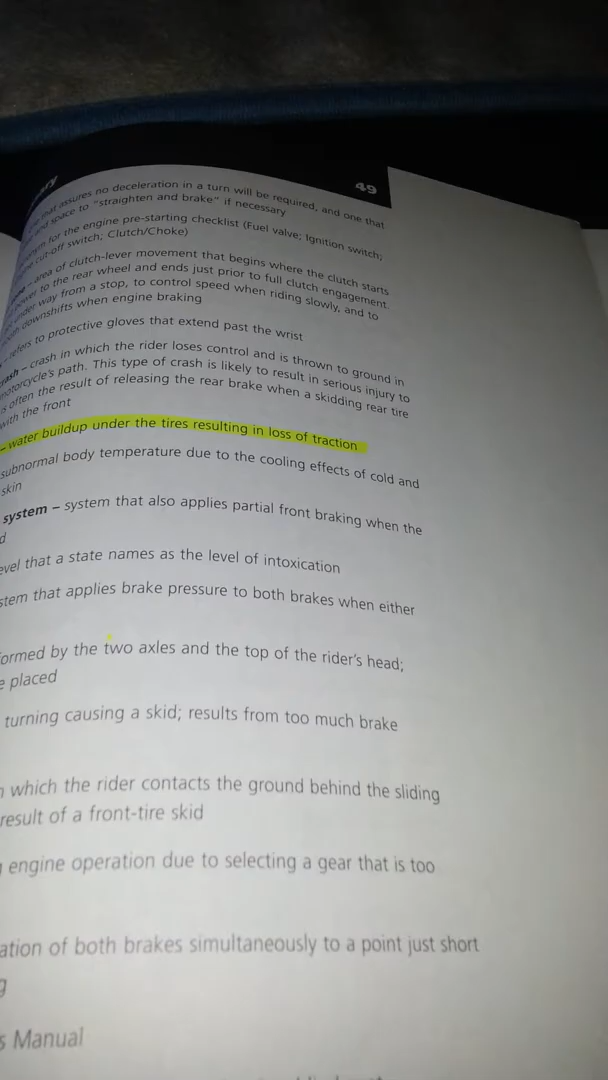 49
that assures no deceleration in a turn will be required, and one that
and space to "straighten and brake" if necessary
for the engine pre-starting checklist (Fuel valve; Ignition switch;
cut-off switch; Clutch/Choke)
– area of clutch-lever movement that begins where the clutch starts
power to the rear wheel and ends just prior to full clutch engagement.
under way from a stop, to control speed when riding slowly, and to
downshifts when engine braking
– refers to protective gloves that extend past the wrist
– crash in which the rider loses control and is thrown to ground in
motorcycle's path. This type of crash is likely to result in serious injury to
is often the result of releasing the rear brake when a skidding rear tire
with the front
– water buildup under the tires resulting in loss of traction
subnormal body temperature due to the cooling effects of cold and
skin
system – system that also applies partial front braking when the
d
evel that a state names as the level of intoxication
stem that applies brake pressure to both brakes when either
ormed by the two axles and the top of the rider's head;
e placed
turning causing a skid; results from too much brake
which the rider contacts the ground behind the sliding
result of a front-tire skid
engine operation due to selecting a gear that is too
ation of both brakes simultaneously to a point just short
g
s Manual